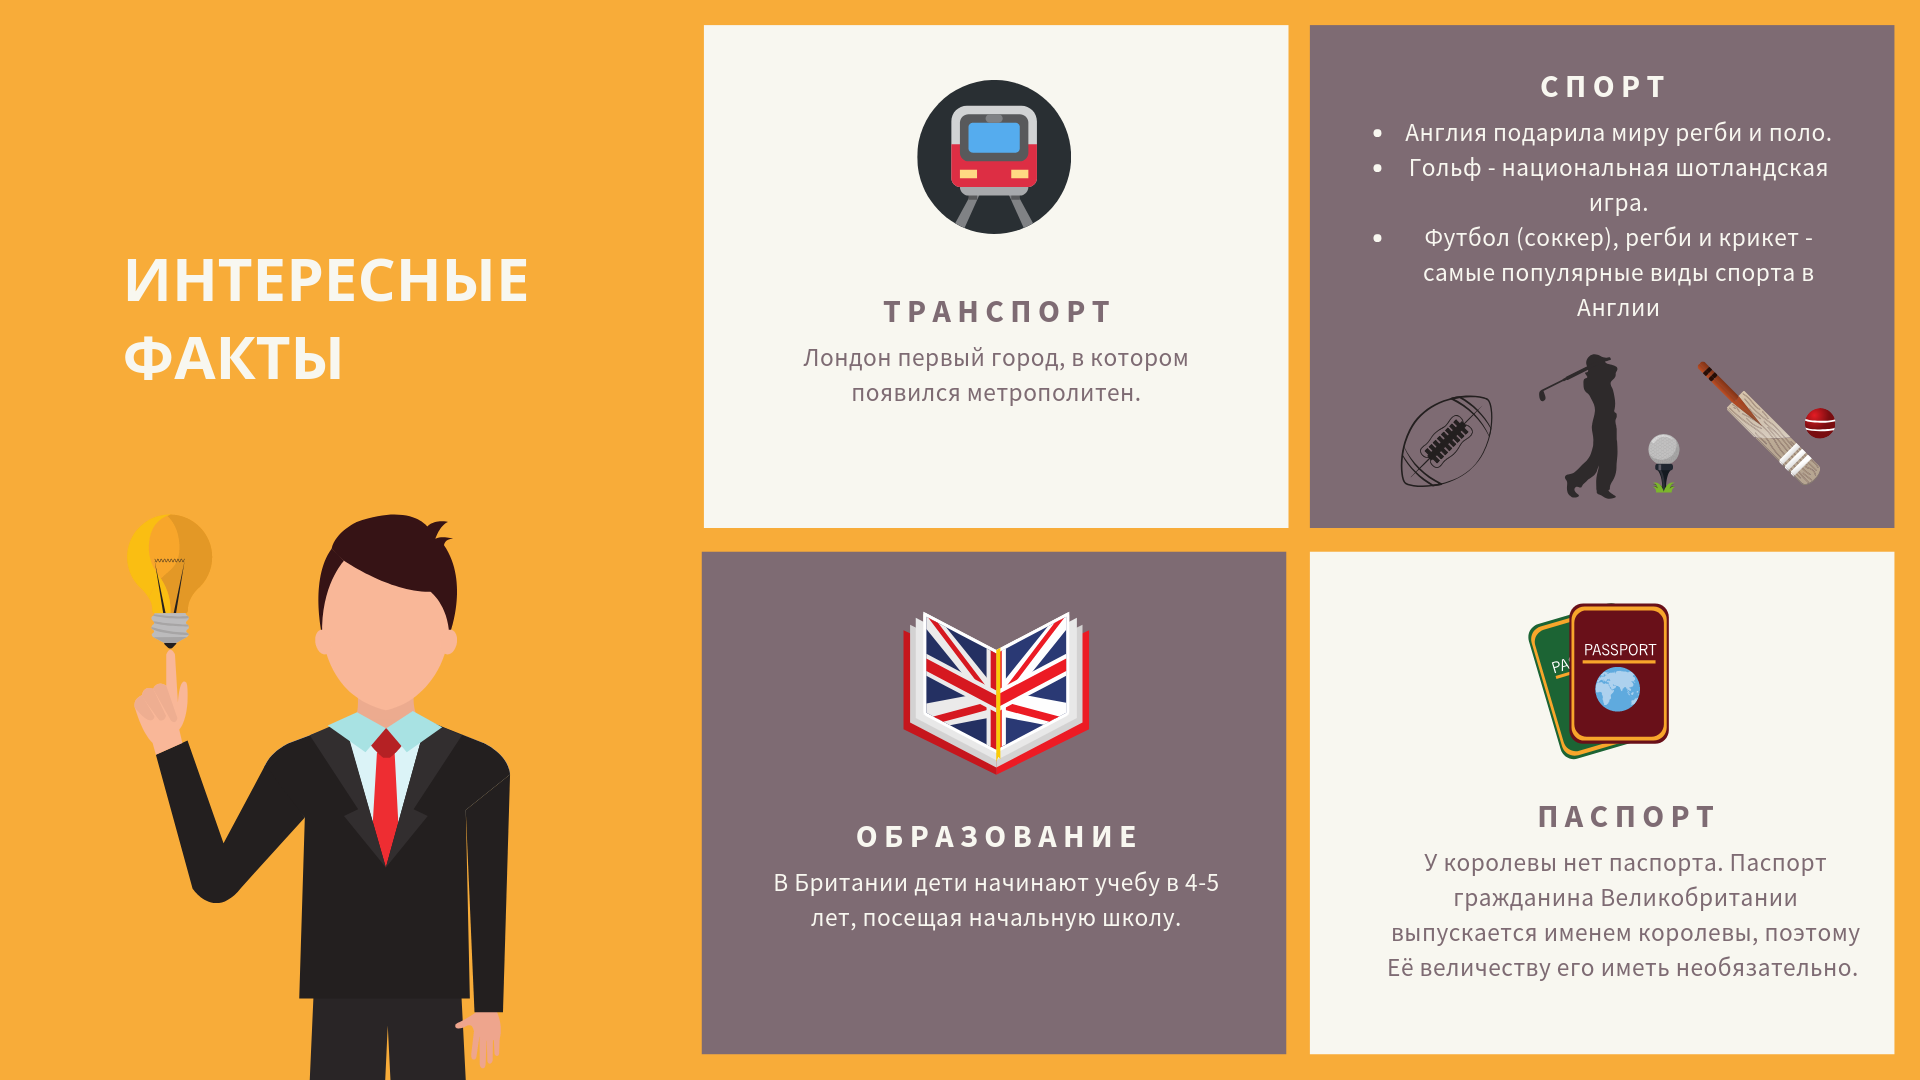 ИНТЕРЕСНЫЕ
ФАКТЫ
ТРАНСПОРТ
Лондон первый город, в котором
появился метрополитен.
СПОРТ
• Англия подарила миру регби и поло.
• Гольф - национальная шотландская
игра.
• Футбол (соккер), регби и крикет -
самые популярные виды спорта в
Англии
ОБРАЗОВАНИЕ
В Британии дети начинают учебу в 4-5
лет, посещая начальную школу.
PA
PASSPORT
ПАСПОРТ
У королевы нет паспорта. Паспорт
гражданина Великобритании
выпускается именем королевы, поэтому
Её величеству его иметь необязательно.